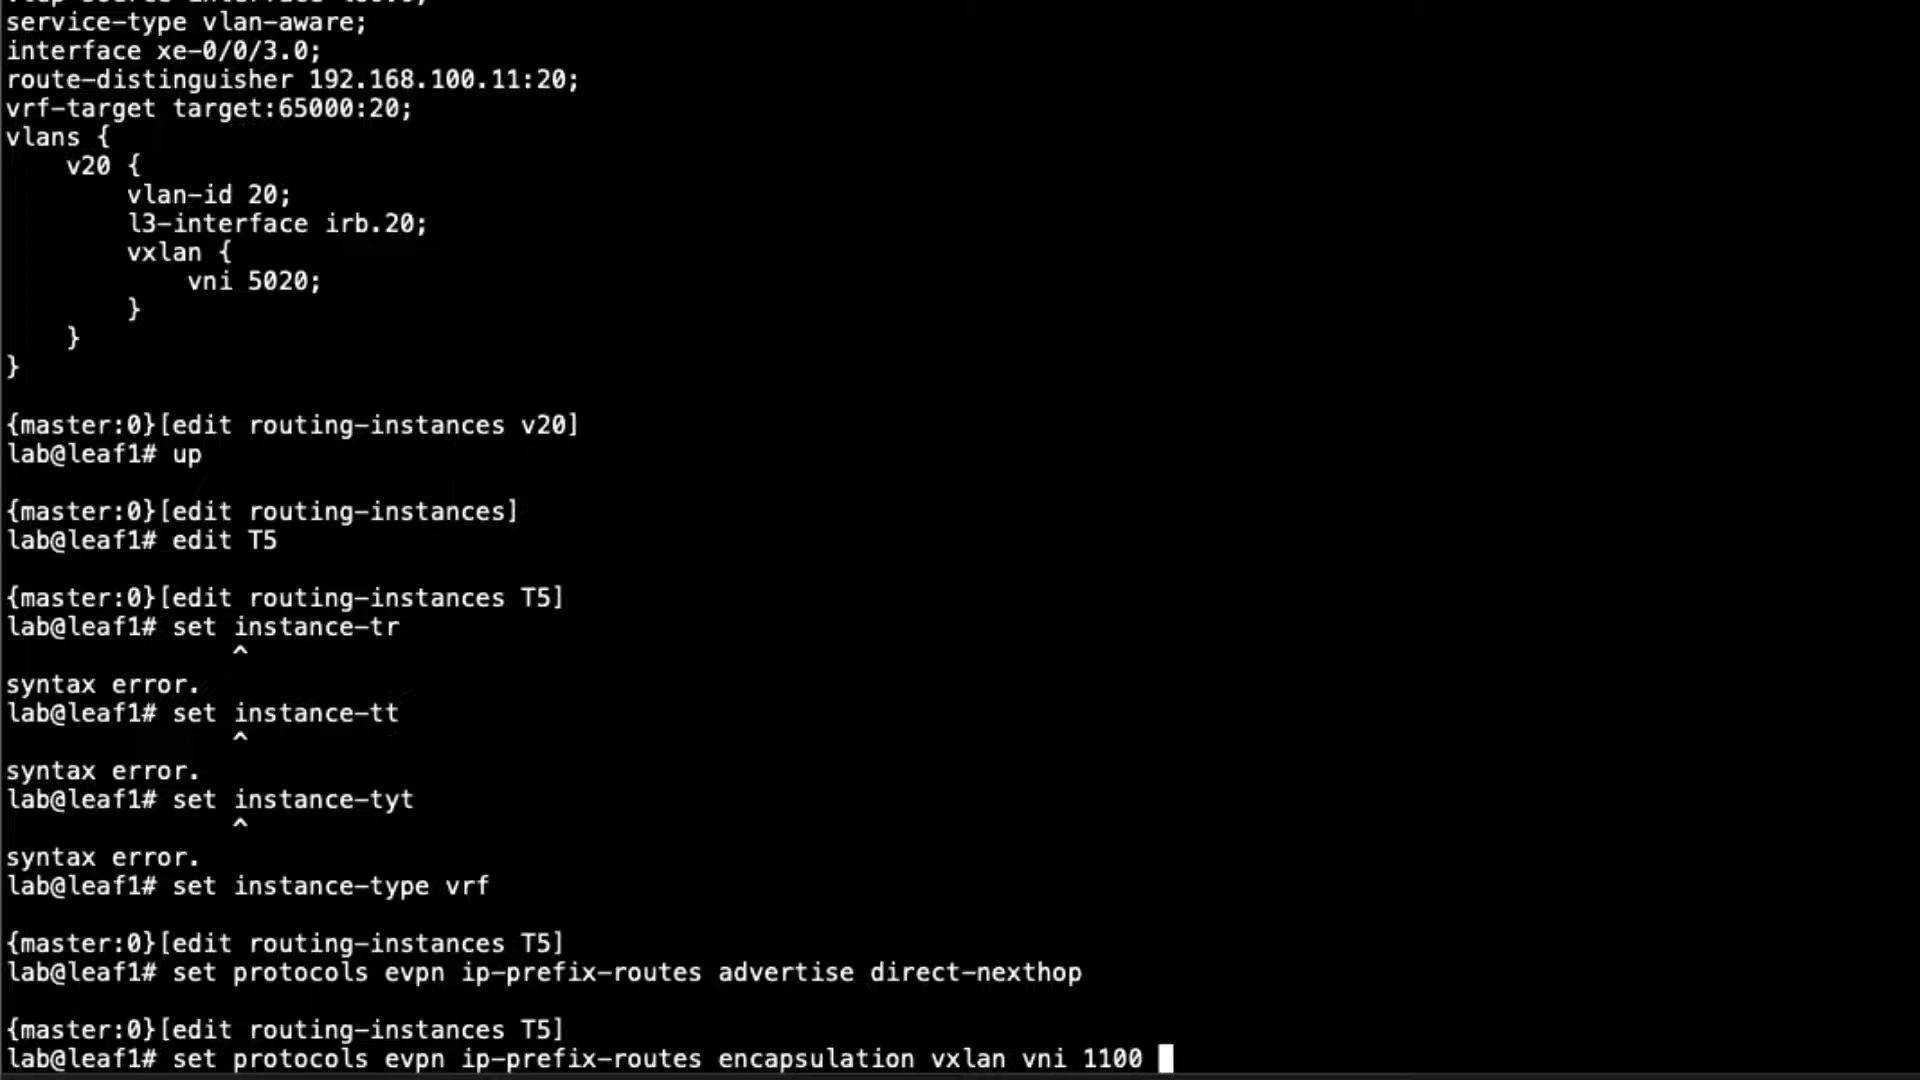 service-type vlan-aware;
interface xe-0/0/3.0;
route-distinguisher 192.168.100.11:20;
vrf-target target:65000:20;
vlans {
    v20 {
        vlan-id 20;
        l3-interface irb.20;
        vxlan {
            vni 5020;
        }
    }
}

{master:0}[edit routing-instances v20]
lab@leaf1# up

{master:0}[edit routing-instances]
lab@leaf1# edit T5

{master:0}[edit routing-instances T5]
lab@leaf1# set instance-tr
               ^
syntax error.
lab@leaf1# set instance-tt
               ^
syntax error.
lab@leaf1# set instance-tyt
               ^
syntax error.
lab@leaf1# set instance-type vrf

{master:0}[edit routing-instances T5]
lab@leaf1# set protocols evpn ip-prefix-routes advertise direct-nexthop

{master:0}[edit routing-instances T5]
lab@leaf1# set protocols evpn ip-prefix-routes encapsulation vxlan vni 1100